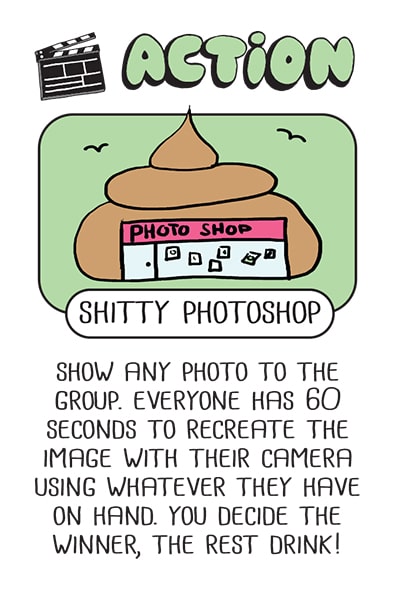 ACTION
PHOTO SHOP
SHITTY PHOTOSHOP
SHOW ANY PHOTO TO THE
GROUP. EVERYONE HAS 60
SECONDS TO RECREATE THE
IMAGE WITH THEIR CAMERA
USING WHATEVER THEY HAVE
ON HAND. YOU DECIDE THE
WINNER, THE REST DRINK!